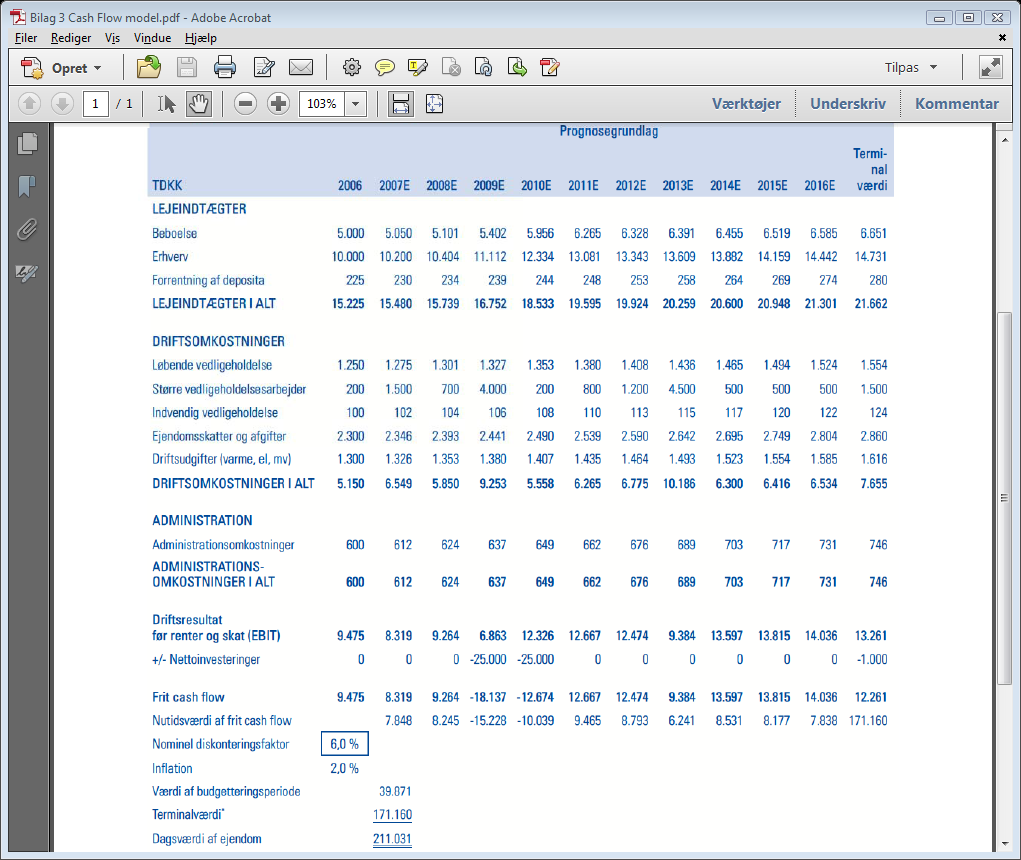 Bilag 3 Cash Flow model.pdf - Adobe Acrobat
Filer Rediger Vis Vindue Hjælp
Opret Tilpas
1 / 1 103% Værktøjer Underskriv Kommentar
Prognosegrundlag
Termi-
nal
TDKK 2006 2007E 2008E 2009E 2010E 2011E 2012E 2013E 2014E 2015E 2016E værdi
LEJEINDTÆGTER
Beboelse 5.000 5.050 5.101 5.402 5.956 6.265 6.328 6.391 6.455 6.519 6.585 6.651
Erhverv 10.000 10.200 10.404 11.112 12.334 13.081 13.343 13.609 13.882 14.159 14.442 14.731
Forrentning af deposita 225 230 234 239 244 248 253 258 264 269 274 280
LEJEINDTÆGTER I ALT 15.225 15.480 15.739 16.752 18.533 19.595 19.924 20.259 20.600 20.948 21.301 21.662
DRIFTSOMKOSTNINGER
Løbende vedligeholdelse 1.250 1.275 1.301 1.327 1.353 1.380 1.408 1.436 1.465 1.494 1.524 1.554
Større vedligeholdelsesarbejder 200 1.500 700 4.000 200 800 1.200 4.500 500 500 500 1.500
Indvendig vedligeholdelse 100 102 104 106 108 110 113 115 117 120 122 124
Ejendomsskatter og afgifter 2.300 2.346 2.393 2.441 2.490 2.539 2.590 2.642 2.695 2.749 2.804 2.860
Driftsudgifter (varme, el, mv) 1.300 1.326 1.353 1.380 1.407 1.435 1.464 1.493 1.523 1.554 1.585 1.616
DRIFTSOMKOSTNINGER I ALT 5.150 6.549 5.850 9.253 5.558 6.265 6.775 10.186 6.300 6.416 6.534 7.655
ADMINISTRATION
Administrationsomkostninger 600 612 624 637 649 662 676 689 703 717 731 746
ADMINISTRATIONS-
OMKOSTNINGER I ALT 600 612 624 637 649 662 676 689 703 717 731 746
Driftsresultat
før renter og skat (EBIT) 9.475 8.319 9.264 6.863 12.326 12.667 12.474 9.384 13.597 13.815 14.036 13.261
+/- Nettoinvesteringer 0 0 0 -25.000 -25.000 0 0 0 0 0 0 -1.000
Frit cash flow 9.475 8.319 9.264 -18.137 -12.674 12.667 12.474 9.384 13.597 13.815 14.036 12.261
Nutidsværdi af frit cash flow 7.848 8.245 -15.228 -10.039 9.465 8.793 6.241 8.531 8.177 7.838 171.160
Nominel diskonteringsfaktor 6,0 %
Inflation 2,0 %
Værdi af budgetteringsperiode 39.871
Terminalværdi* 171.160
Dagsværdi af ejendom 211.031